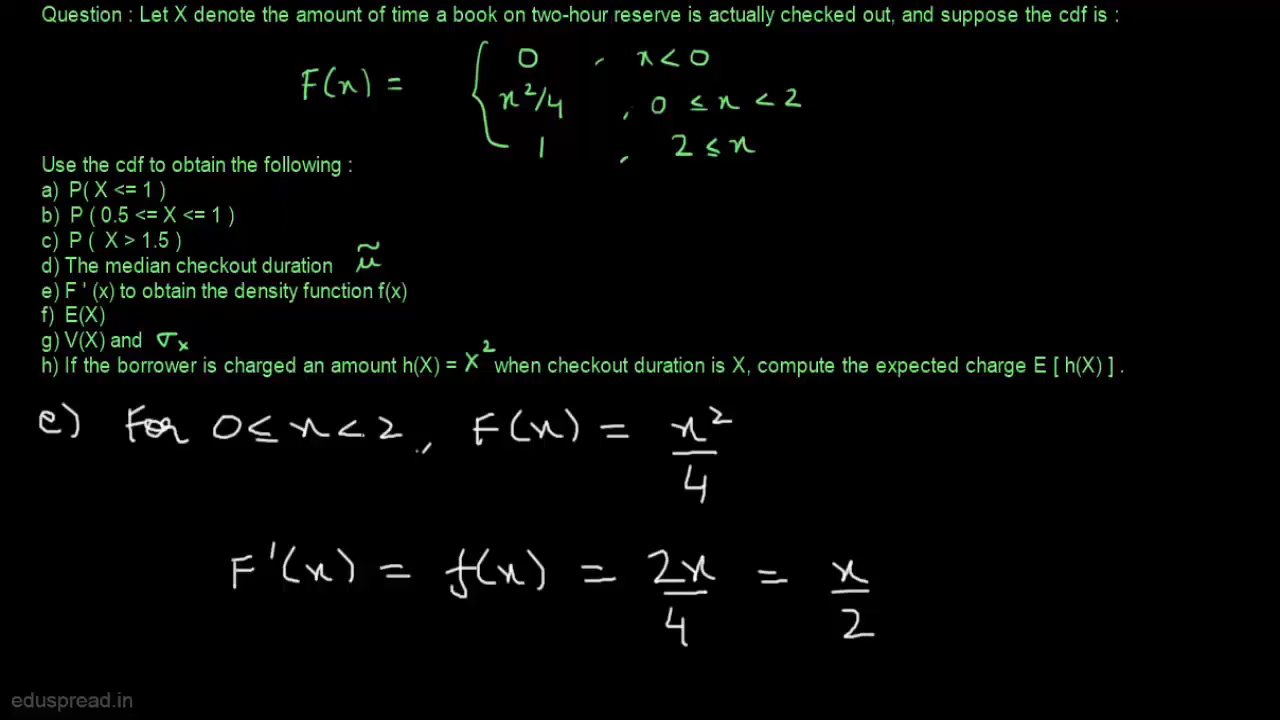 Question : Let X denote the amount of time a book on two-hour reserve is actually checked out, and suppose the cdf is :
F(x) = { 0 , x < 0
x²/4 , 0 ≤ x < 2
1 , 2 ≤ x
Use the cdf to obtain the following :
a) P( X <= 1 )
b) P ( 0.5 <= X <= 1 )
c) P ( X > 1.5 )
d) The median checkout duration μ̃
e) F ' (x) to obtain the density function f(x)
f) E(X)
g) V(X) and σx
h) If the borrower is charged an amount h(X) = X² when checkout duration is X, compute the expected charge E [ h(X) ] .
e) For 0 ≤ x < 2 , F(x) = x²/4
F'(x) = f(x) = 2x/4 = x/2
eduspread.in